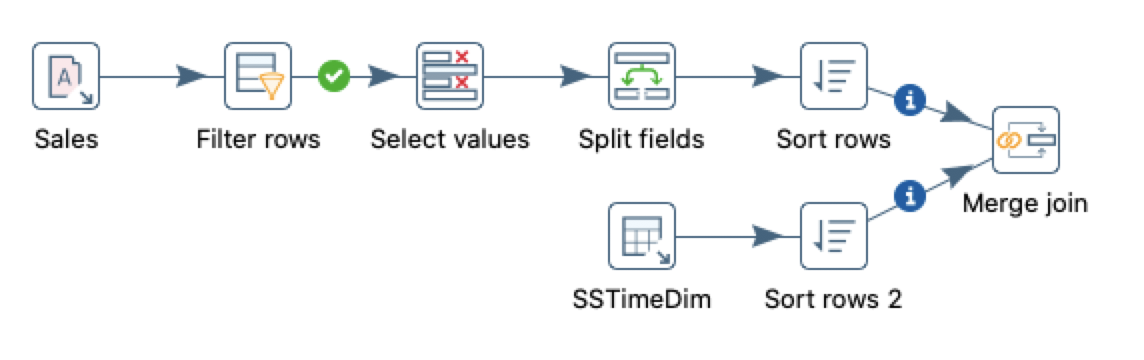 A
Sales
Filter rows
Select values
Split fields
Sort rows
Merge join
SSTimeDim
Sort rows 2